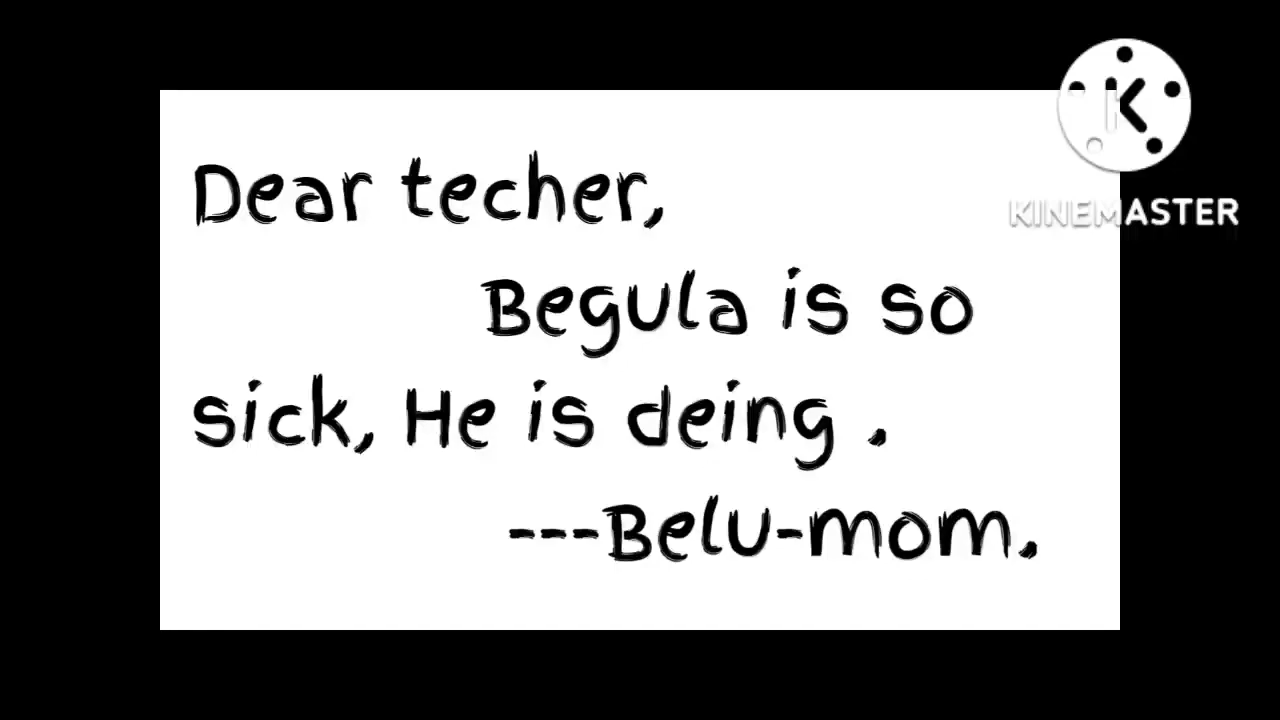 Dear techer,
Begula is so
sick, He is deing .
---Belu-mom.
K
KINEMASTER